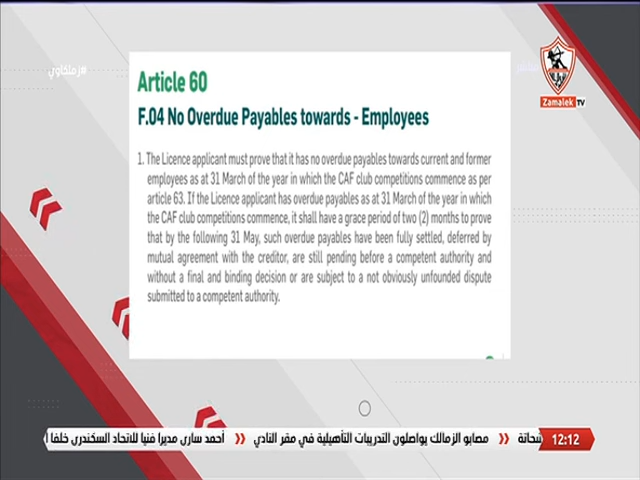 #زملكاوي
مباشر
Zamalek TV
Article 60
F.04 No Overdue Payables towards - Employees
1. The Licence applicant must prove that it has no overdue payables towards current and former
employees as at 31 March of the year in which the CAF club competitions commence as per
article 63. If the Licence applicant has overdue payables as at 31 March of the year in which
the CAF club competitions commence, it shall have a grace period of two (2) months to prove
that by the following 31 May, such overdue payables have been fully settled, deferred by
mutual agreement with the creditor, are still pending before a competent authority and
without a final and binding decision or are subject to a not obviously unfounded dispute
submitted to a competent authority.
12:12 شحاتة » مصابو الزمالك يواصلون التدريبات التأهيلية في مقر النادي » أحمد سارى مديرا فنيا للاتحاد السكندرى خلفا